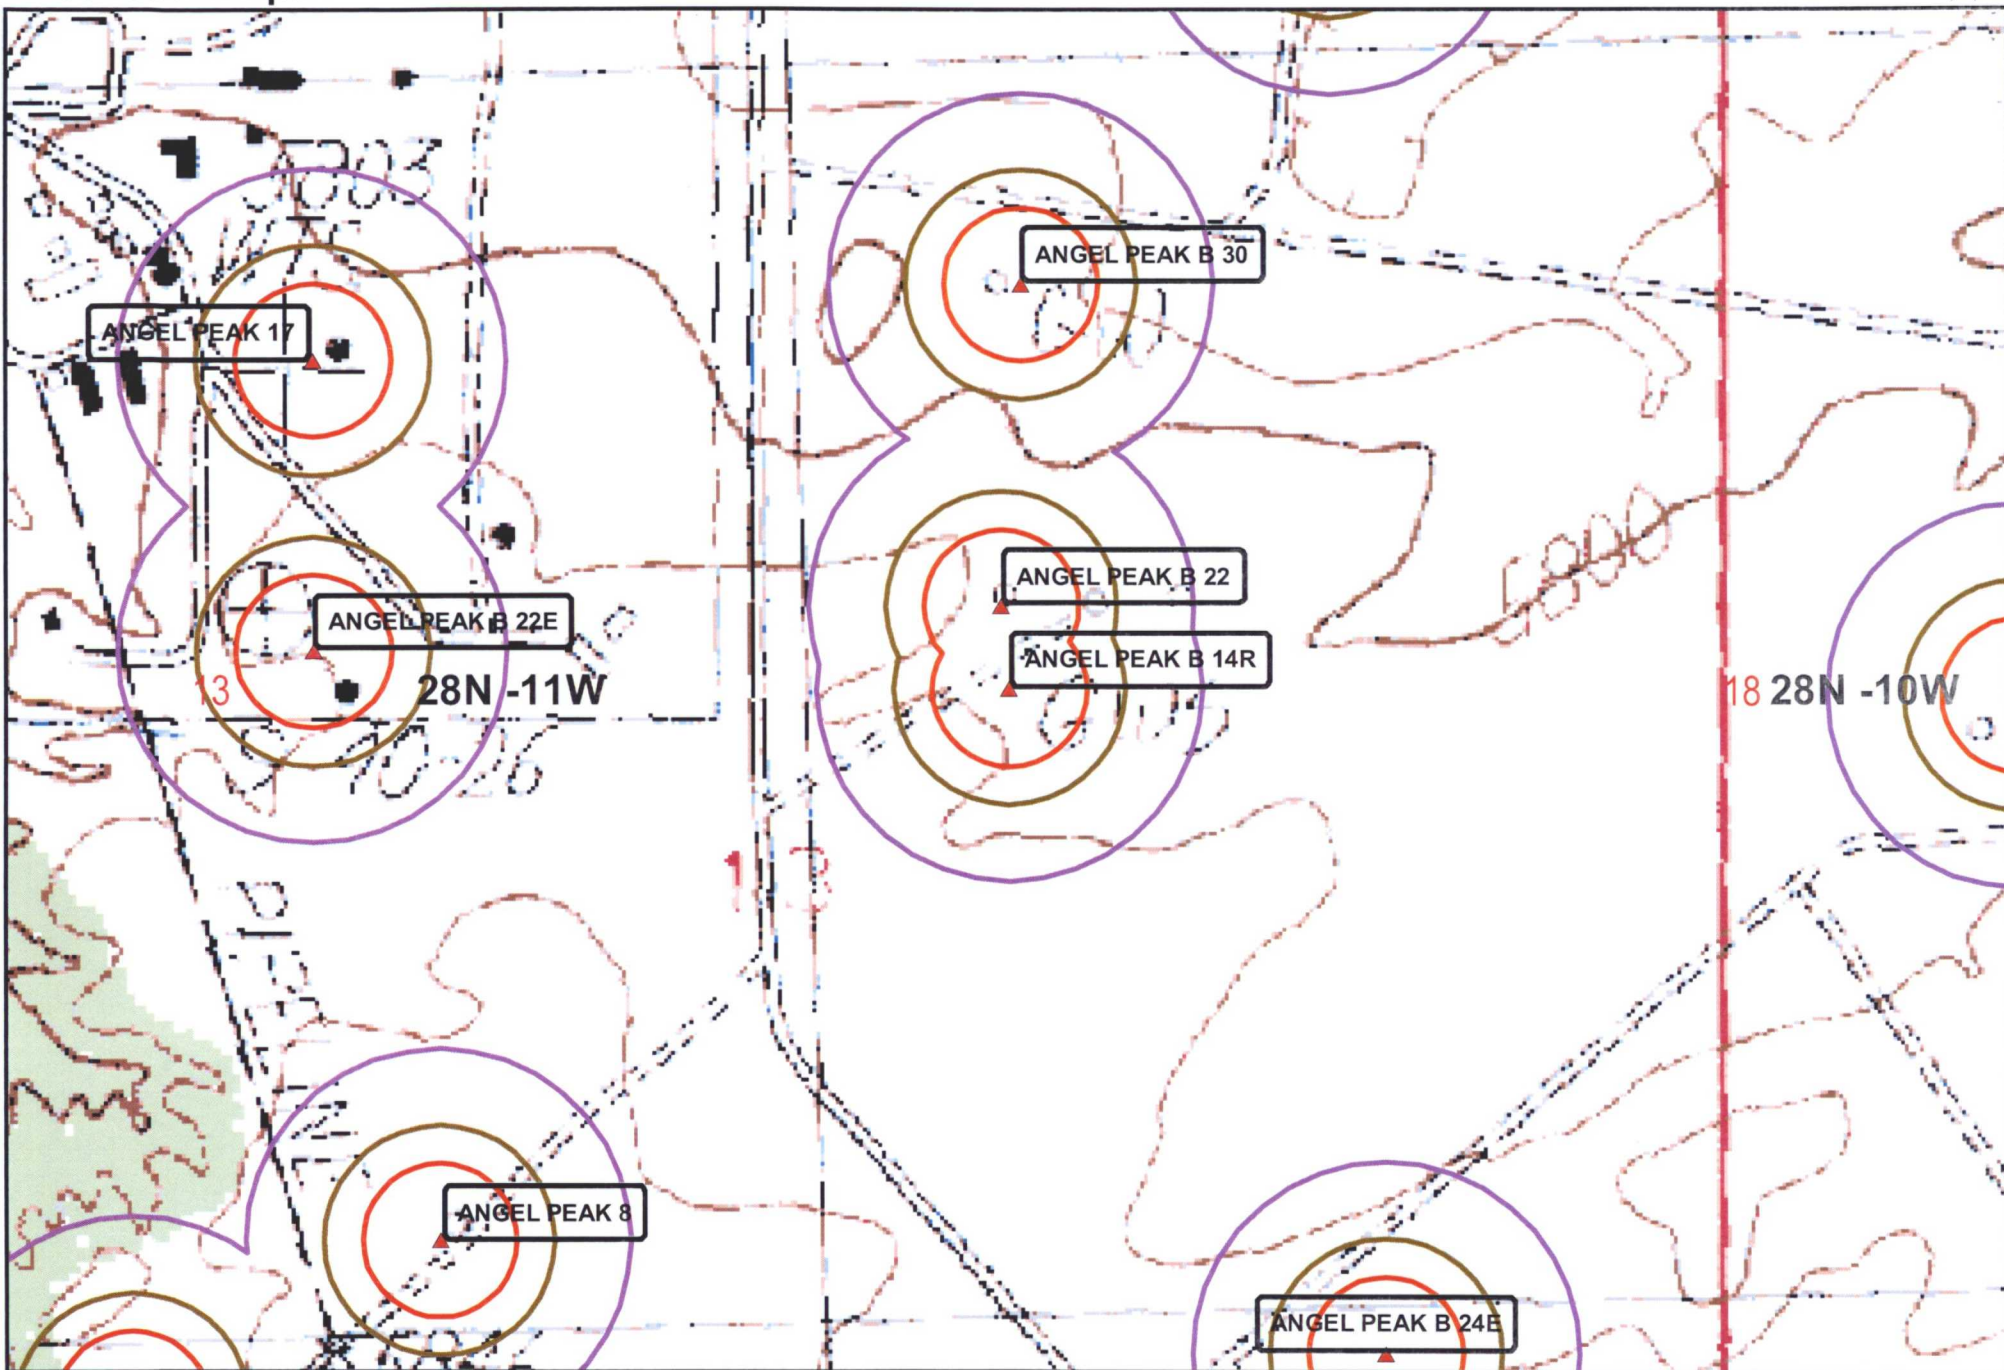 ANGEL PEAK B 30
ANGEL PEAK 17
ANGEL PEAK B 22
ANGEL PEAK B 22E
ANGEL PEAK B 14R
13
28N -11W
18
28N -10W
13
ANGEL PEAK 8
ANGEL PEAK B 24E